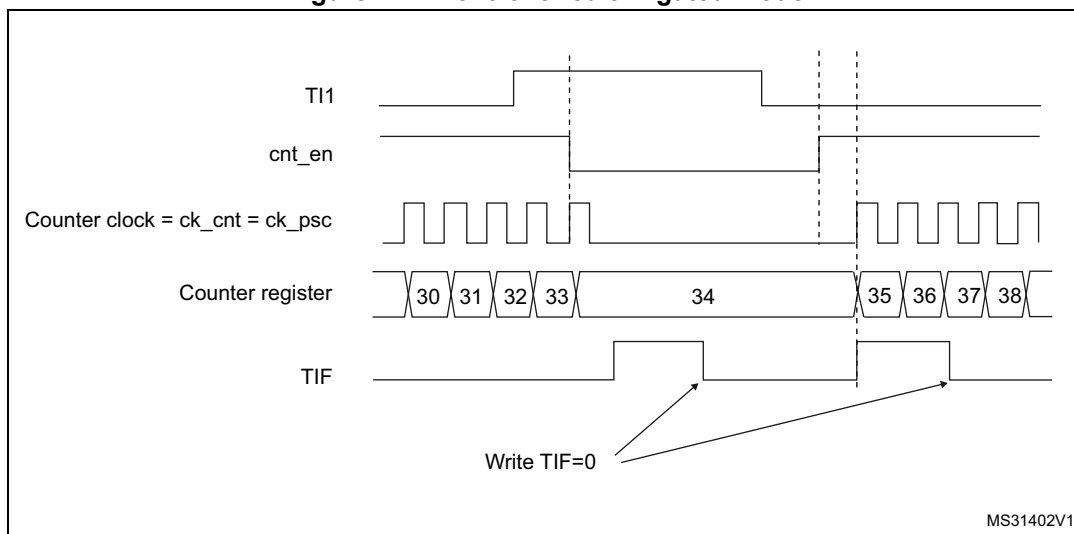 TI1
cnt_en
Counter clock = ck_cnt = ck_psc
Counter register
30 31 32 33 34 35 36 37 38
TIF
Write TIF=0
MS31402V1